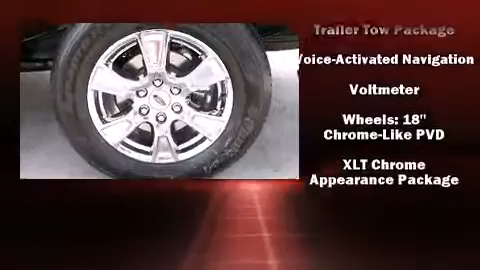 Trailer Tow Package
Voice-Activated Navigation
Voltmeter
Wheels: 18"
Chrome-Like PVD
XLT Chrome
Appearance Package